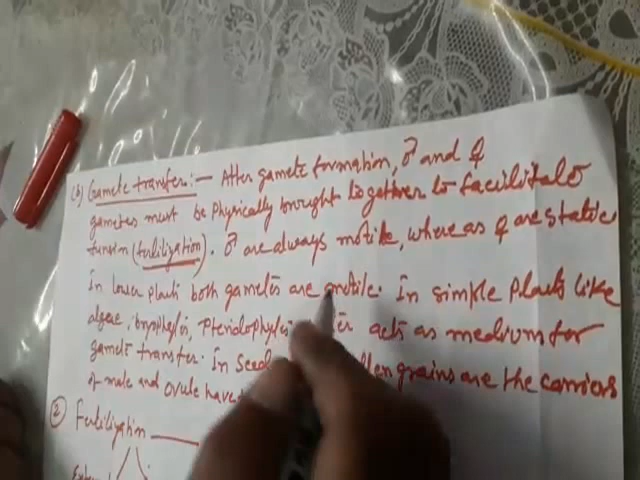 (b) Gamete transfer:— After gamete formation, ♂ and ♀
gametes must be physically brought together to facilitate
fusion (fertilization). ♂ are always motile, where as ♀ are static
In lower plants both gametes are motile. In simple plants like
algae, bryophytes, Pteridophytes acts as medium for
gamete transfer. In Seed grains are the carriers
of male and ovule have
② Fertilization